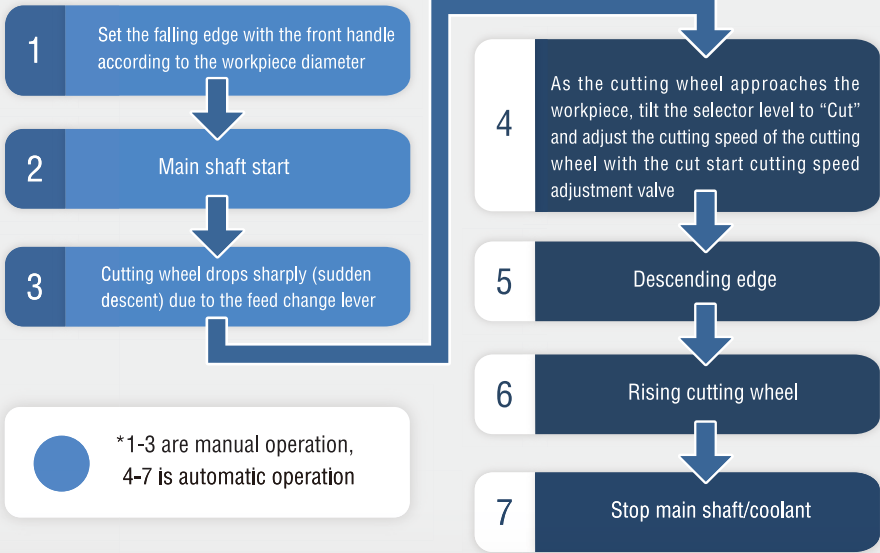 1
Set the falling edge with the front handle
according to the workpiece diameter
2
Main shaft start
3
Cutting wheel drops sharply (sudden
descent) due to the feed change lever
*1-3 are manual operation,
4-7 is automatic operation
4
As the cutting wheel approaches the
workpiece, tilt the selector level to “Cut”
and adjust the cutting speed of the cutting
wheel with the cut start cutting speed
adjustment valve
5
Descending edge
6
Rising cutting wheel
7
Stop main shaft/coolant